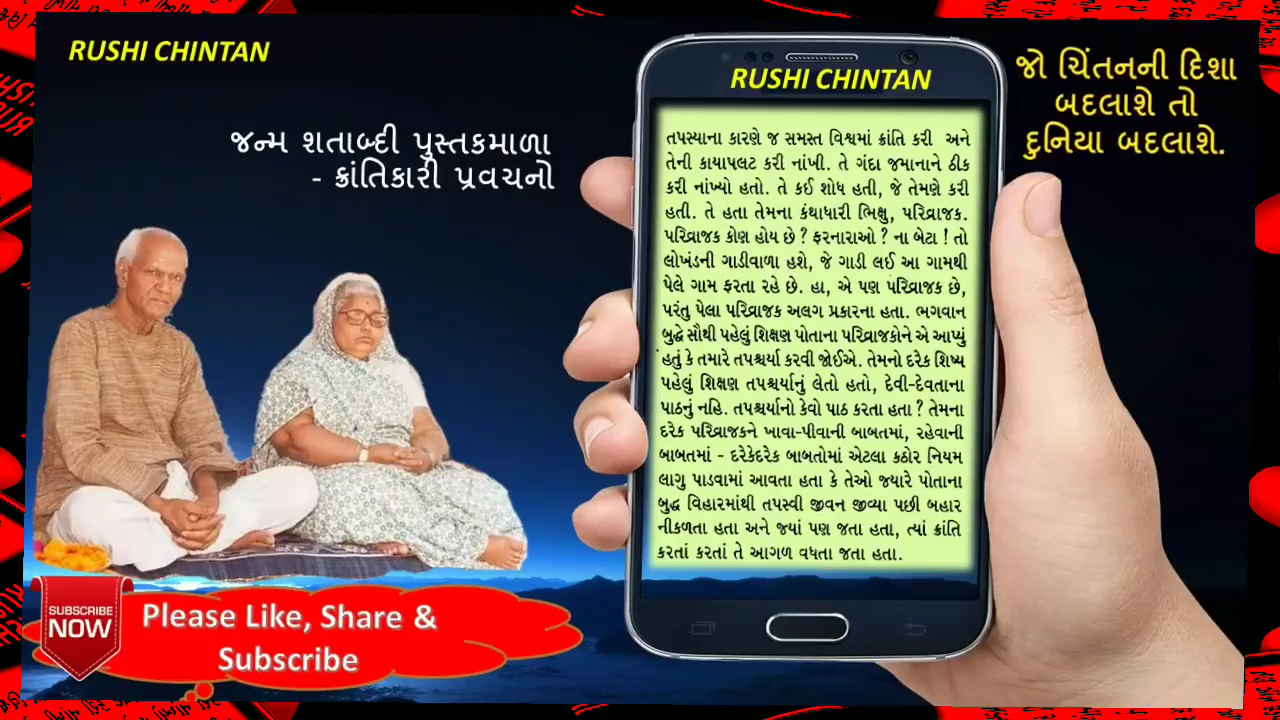 RUSHI CHINTAN
જન્મ શતાબ્દી પુસ્તકમાળા
- ક્રાંતિકારી પ્રવચનો
RUSHI CHINTAN
તપસ્યાના કારણે જ સમસ્ત વિશ્વમાં ક્રાંતિ કરી અને
તેની કાયાપલટ કરી નાંખી. તે ગંદા જમાનાને ઠીક
કરી નાંખ્યો હતો. તે કઈ શોધ હતી, જે તેમણે કરી
હતી. તે હતા તેમના કંથાધારી ભિક્ષુ, પરિવ્રાજક.
પરિવ્રાજક કોણ હોય છે ? ફરનારાઓ ? ના બેટા ! તો
લોખંડની ગાડીવાળા હશે, જે ગાડી લઈ આ ગામથી
પેલે ગામ ફરતા રહે છે. હા, એ પણ પરિવ્રાજક છે,
પરંતુ પેલા પરિવ્રાજક અલગ પ્રકારના હતા. ભગવાન
બુદ્ધે સૌથી પહેલું શિક્ષણ પોતાના પરિવ્રાજકોને એ આપ્યું
હતું કે તમારે તપશ્ચર્યા કરવી જોઈએ. તેમનો દરેક શિષ્ય
પહેલું શિક્ષણ તપશ્ચર્યાનું લેતો હતો, દેવી-દેવતાના
પાઠનું નહિ. તપશ્ચર્યાનો કેવો પાઠ કરતા હતા ? તેમના
દરેક પરિવ્રાજકને ખાવા-પીવાની બાબતમાં, રહેવાની
બાબતમાં - દરેકેદરેક બાબતોમાં એટલા કઠોર નિયમ
લાગુ પાડવામાં આવતા હતા કે તેઓ જયારે પોતાના
બુદ્ધ વિહારમાંથી તપસ્વી જીવન જીવ્યા પછી બહાર
નીકળતા હતા અને જ્યાં પણ જતા હતા, ત્યાં ક્રાંતિ
કરતાં કરતાં તે આગળ વધતા જતા હતા.
જો ચિંતનની દિશા
બદલાશે તો
દુનિયા બદલાશે.
SUBSCRIBE
NOW
Please Like, Share &
Subscribe